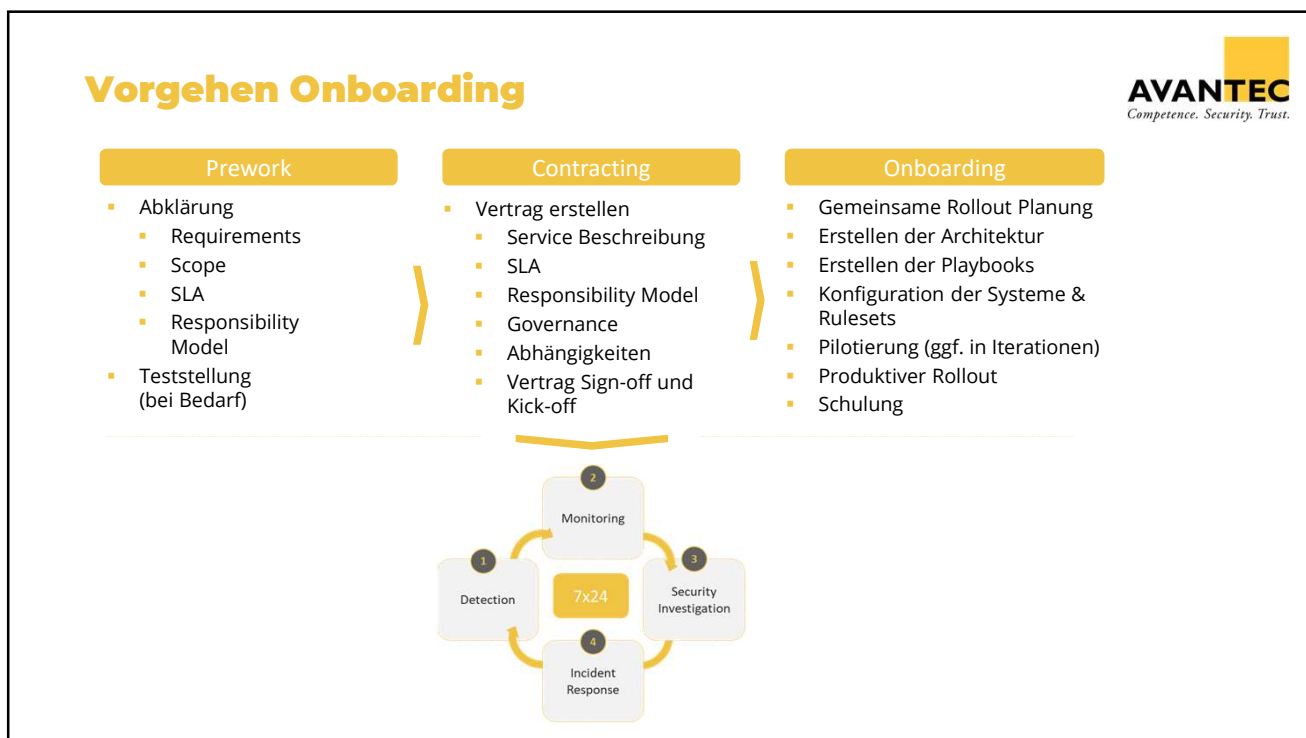 Vorgehen Onboarding
AVANTEC
Competence. Security. Trust.
Prework
▪ Abklärung
▪ Requirements
▪ Scope
▪ SLA
▪ Responsibility
Model
▪ Teststellung
(bei Bedarf)
Contracting
▪ Vertrag erstellen
▪ Service Beschreibung
▪ SLA
▪ Responsibility Model
▪ Governance
▪ Abhängigkeiten
▪ Vertrag Sign-off und
Kick-off
Onboarding
▪ Gemeinsame Rollout Planung
▪ Erstellen der Architektur
▪ Erstellen der Playbooks
▪ Konfiguration der Systeme &
Rulesets
▪ Pilotierung (ggf. in Iterationen)
▪ Produktiver Rollout
▪ Schulung
1
Detection
2
Monitoring
3
Security
Investigation
4
Incident
Response
7x24